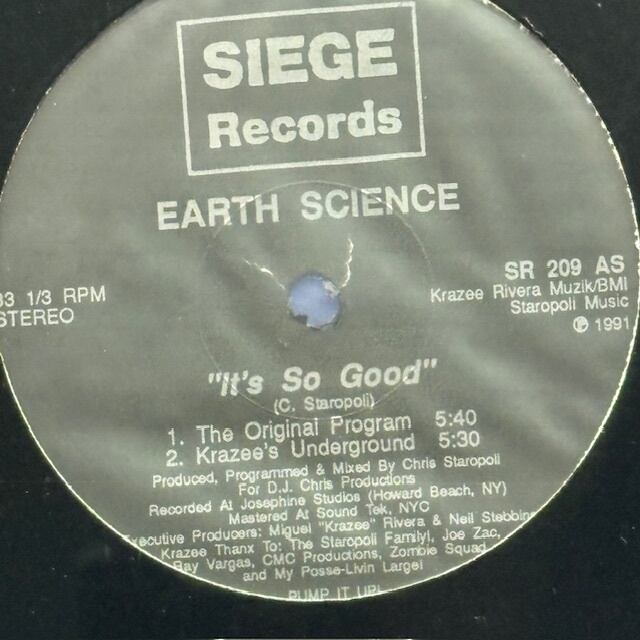 SIEGE
Records
EARTH SCIENCE
SR 209 AS
33 1/3 RPM
Krazee Rivera Muzik/BMI
STEREO
Staropoli Music
℗ 1991
"It's So Good"
(C. Staropoli)
1. The Original Program 5:40
2. Krazee's Underground 5:30
Produced, Programmed & Mixed By Chris Staropoli
For D.J. Chris Productions
Recorded At Josephine Studios (Howard Beach, NY)
Mastered At Sound Tek, NYC
Executive Producers: Miguel "Krazee" Rivera & Neil Stebbins
Krazee Thanx To: The Staropoli Family!, Joe Zac,
Ray Vargas, CMC Productions, Zombie Squad
and My Posse-Livin Large!
PUMP IT UP!